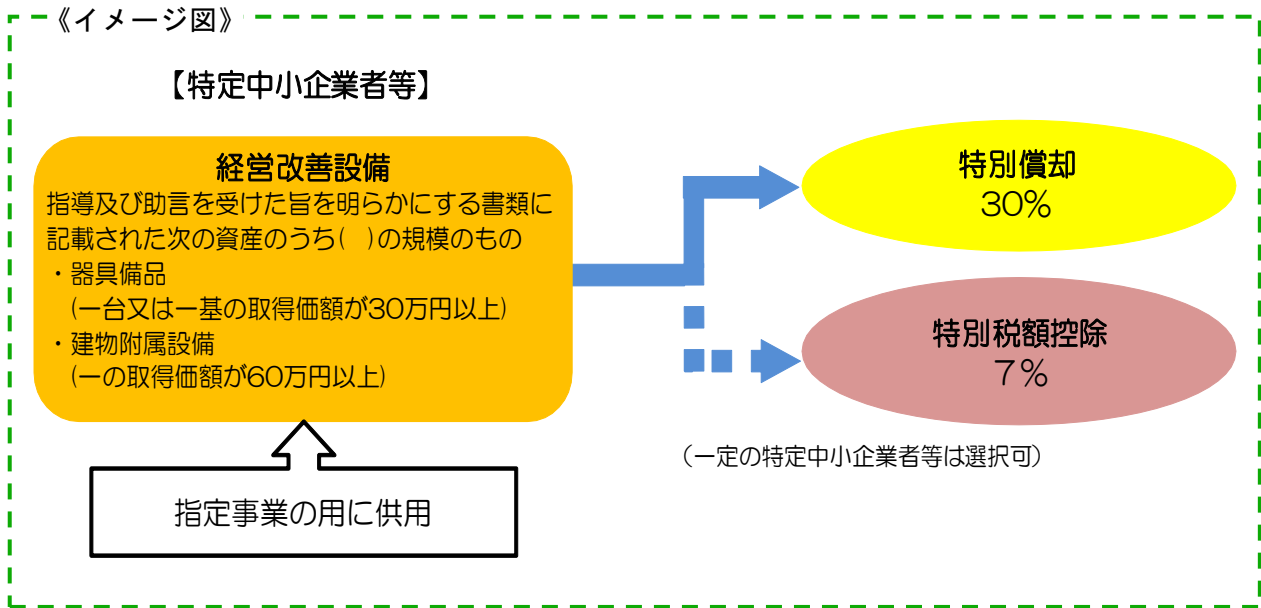 《イメージ図》
【特定中小企業者等】
経営改善設備
指導及び助言を受けた旨を明らかにする書類に
記載された次の資産のうち(　)の規模のもの
・器具備品
(一台又は一基の取得価額が30万円以上)
・建物附属設備
(一の取得価額が60万円以上)
指定事業の用に供用
特別償却
30％
特別税額控除
７％
（一定の特定中小企業者等は選択可）